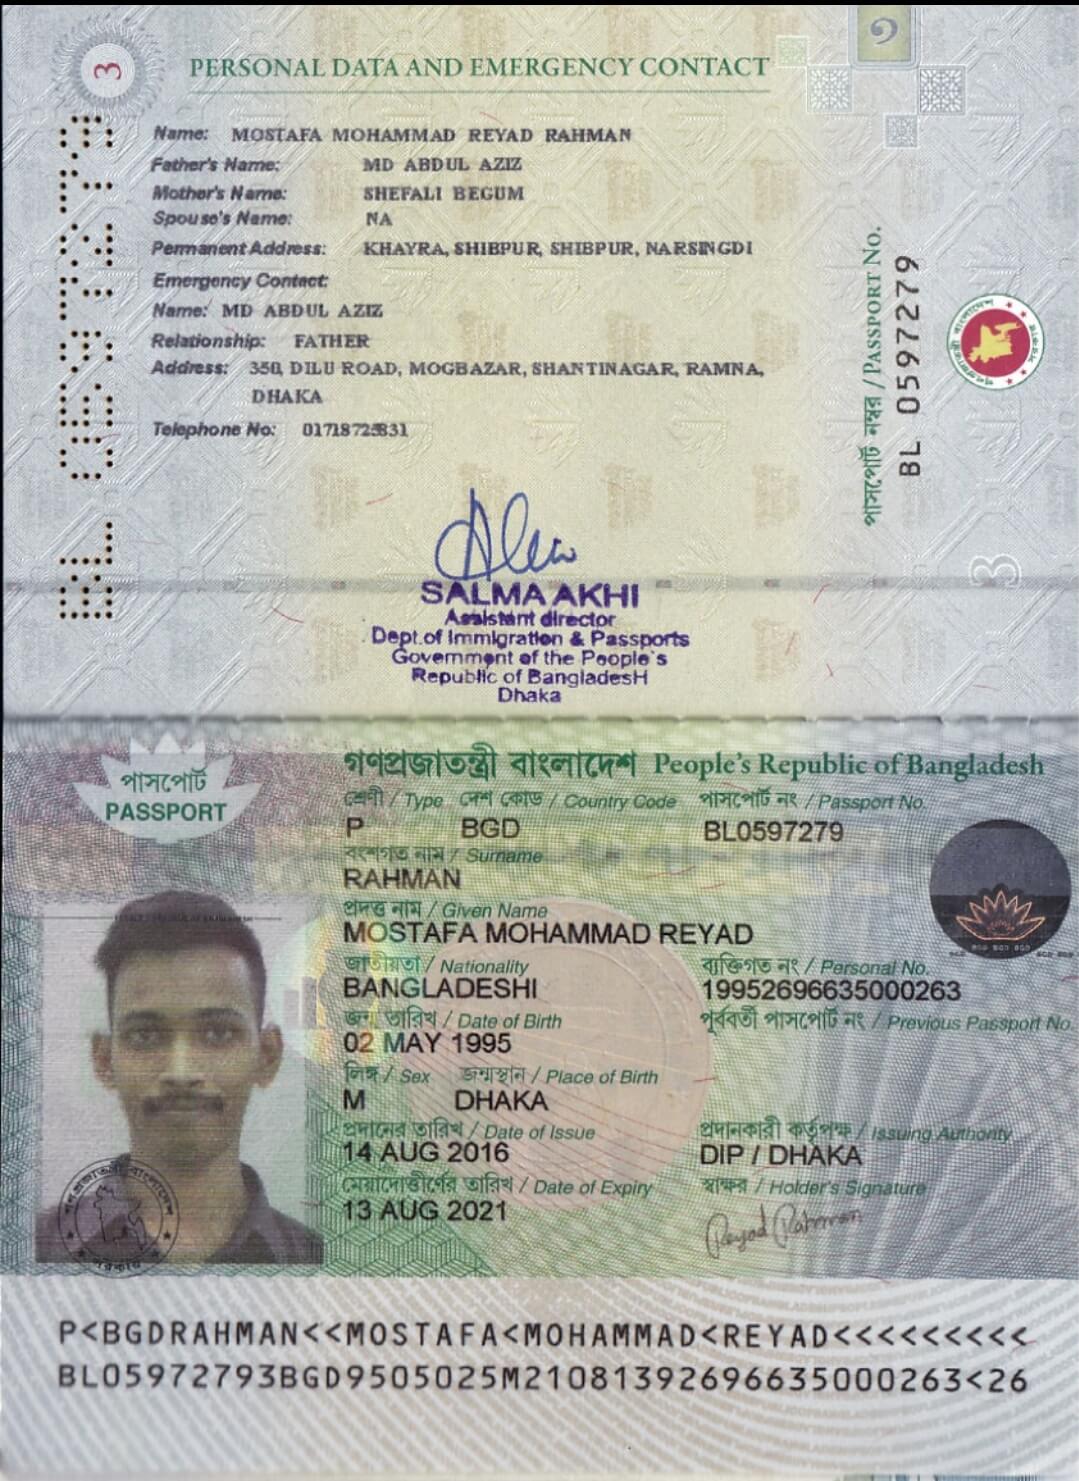 3
PERSONAL DATA AND EMERGENCY CONTACT
Name: MOSTAFA MOHAMMAD REYAD RAHMAN
Father's Name: MD ABDUL AZIZ
Mother's Name: SHEFALI BEGUM
Spouse's Name: NA
Permanent Address: KHAYRA, SHIBPUR, SHIBPUR, NARSINGDI
Emergency Contact:
Name: MD ABDUL AZIZ
Relationship: FATHER
Address: 350, DILU ROAD, MOGBAZAR, SHANTINAGAR, RAMNA,
DHAKA
Telephone No: 01718725831
BL 0597279
পাসপোর্ট নম্বর / PASSPORT No.
BL 0597279
3
SALMA AKHI
Assistant director
Dept.of Immigration & Passports
Government of the People's
Republic of BangladesH
Dhaka
পাসপোর্ট
PASSPORT
গণপ্রজাতন্ত্রী বাংলাদেশ People's Republic of Bangladesh
শ্রেণী / Type দেশ কোড / Country Code পাসপোর্ট নং / Passport No.
P BGD BL0597279
বংশগত নাম / Surname
RAHMAN
প্রদত্ত নাম / Given Name
MOSTAFA MOHAMMAD REYAD
জাতীয়তা / Nationality ব্যক্তিগত নং / Personal No.
BANGLADESHI 19952696635000263
জন্ম তারিখ / Date of Birth পূর্ববর্তী পাসপোর্ট নং / Previous Passport No.
02 MAY 1995
লিঙ্গ / Sex জন্মস্থান / Place of Birth
M DHAKA
প্রদানের তারিখ / Date of Issue প্রদানকারী কর্তৃপক্ষ / Issuing Authority
14 AUG 2016 DIP / DHAKA
মেয়াদোত্তীর্ণের তারিখ / Date of Expiry স্বাক্ষর / Holder's Signature
13 AUG 2021 Reyad Rahman
P<BGDRAHMAN<<MOSTAFA<MOHAMMAD<REYAD<<<<<<<<<
BL05972793BGD9505025M21081392696635000263<26